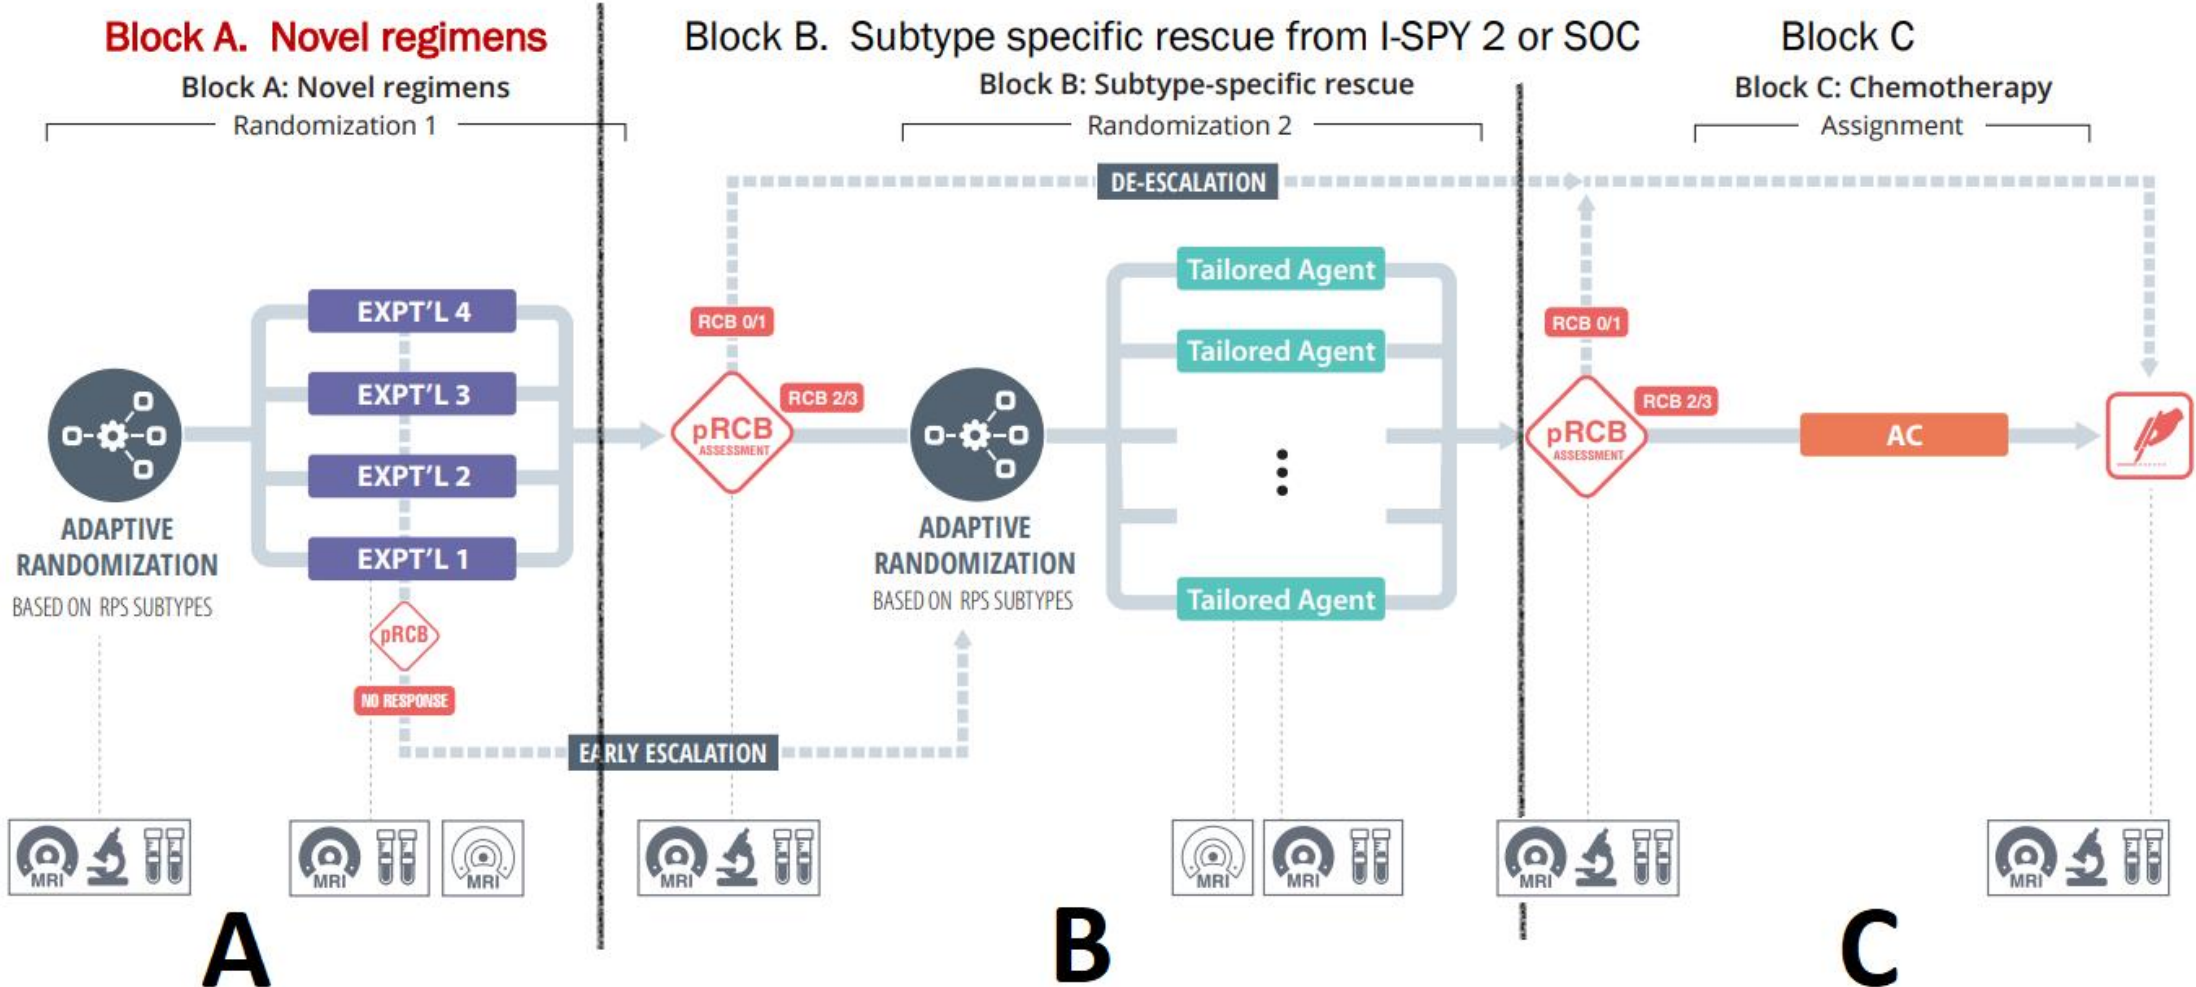 Block A. Novel regimens
Block A: Novel regimens
Randomization 1
EXPT'L 4
EXPT'L 3
EXPT'L 2
EXPT'L 1
ADAPTIVE
RANDOMIZATION
BASED ON RPS SUBTYPES
pRCB
NO RESPONSE
EARLY ESCALATION
MRI
MRI
MRI
A
Block B. Subtype specific rescue from I-SPY 2 or SOC
Block B: Subtype-specific rescue
Randomization 2
DE-ESCALATION
RCB 0/1
pRCB
ASSESSMENT
RCB 2/3
ADAPTIVE
RANDOMIZATION
BASED ON RPS SUBTYPES
Tailored Agent
Tailored Agent
Tailored Agent
MRI
MRI
MRI
B
Block C
Block C: Chemotherapy
Assignment
RCB 0/1
pRCB
ASSESSMENT
RCB 2/3
AC
MRI
MRI
C